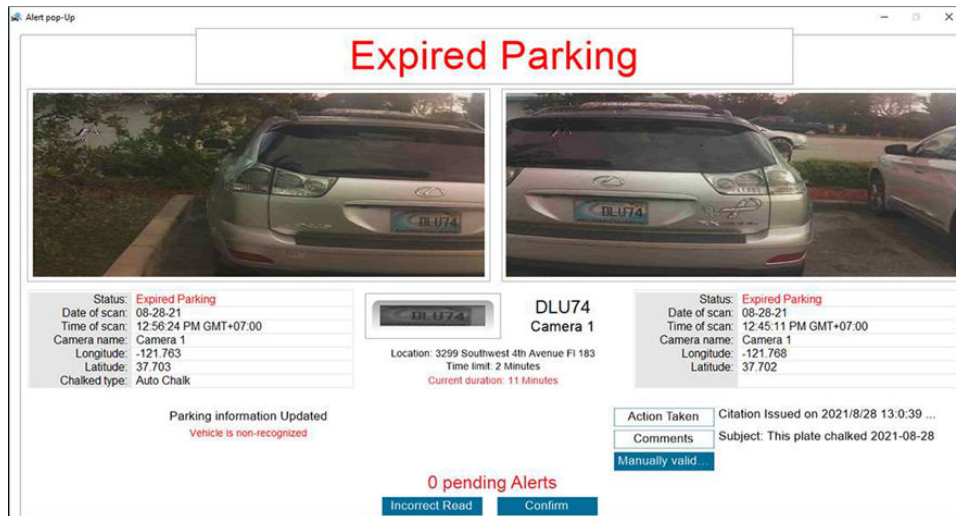 Alert pop-Up
Expired Parking
DLU74
DLU74
Status: Expired Parking
Date of scan: 08-28-21
Time of scan: 12:56:24 PM GMT+07:00
Camera name: Camera 1
Longitude: -121.763
Latitude: 37.703
Chalked type: Auto Chalk
DLU74
DLU74
Camera 1
Location: 3299 Southwest 4th Avenue Fl 183
Time limit: 2 Minutes
Current duration: 11 Minutes
Status: Expired Parking
Date of scan: 08-28-21
Time of scan: 12:45:11 PM GMT+07:00
Camera name: Camera 1
Longitude: -121.768
Latitude: 37.702
Parking information Updated
Vehicle is non-recognized
Action Taken Citation Issued on 2021/8/28 13:0:39 ...
Comments Subject: This plate chalked 2021-08-28
Manually valid...
0 pending Alerts
Incorrect Read Confirm